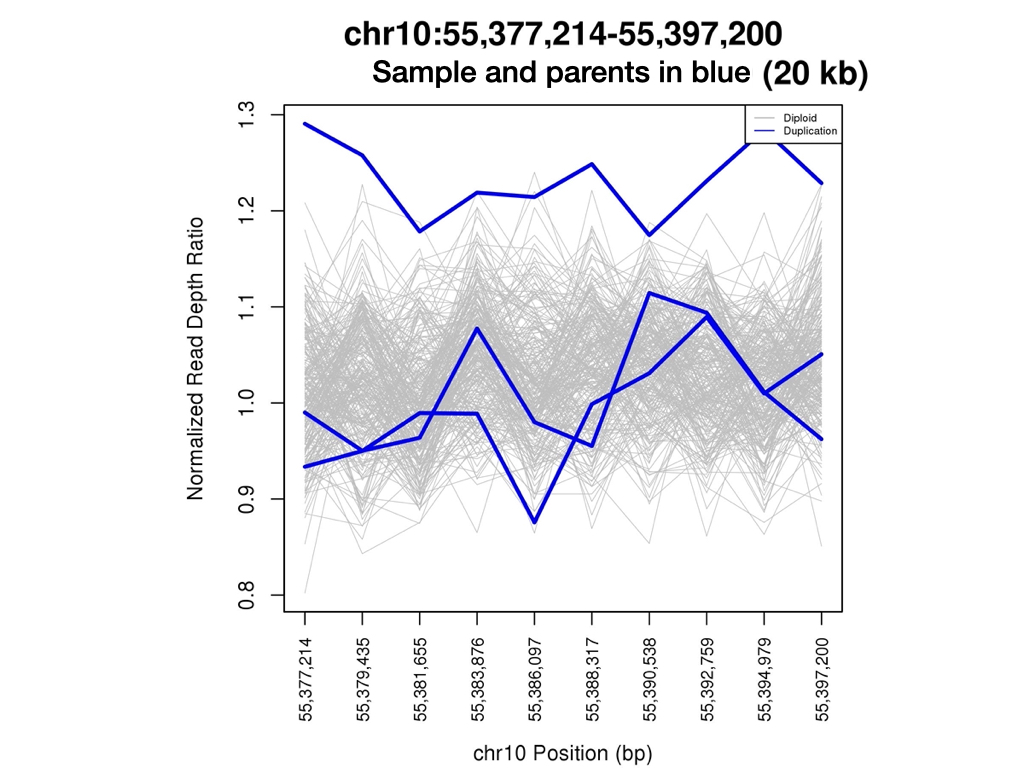 chr10:55,377,214-55,397,200
Sample and parents in blue (20 kb)
Diploid
Duplication
Normalized Read Depth Ratio
1.3
1.2
1.1
1.0
0.9
0.8
55,377,214
55,379,435
55,381,655
55,383,876
55,386,097
55,388,317
55,390,538
55,392,759
55,394,979
55,397,200
chr10 Position (bp)